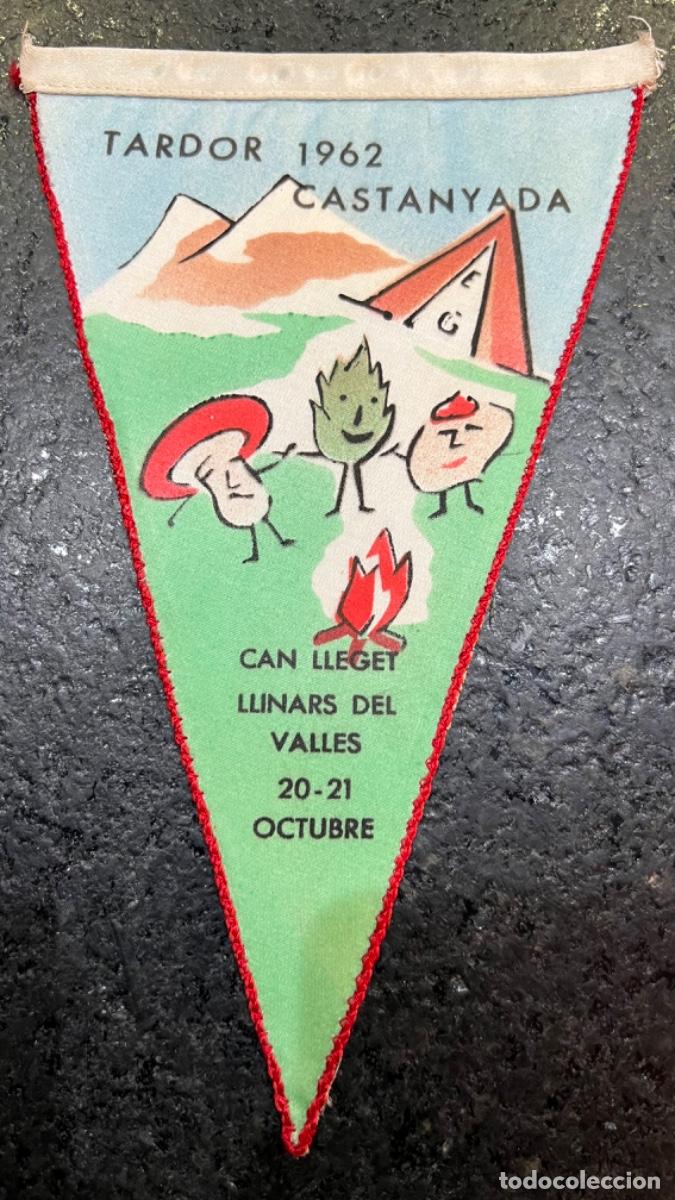 TARDOR 1962
CASTANYADA
E
G
CAN LLEGET
LLINARS DEL
VALLES
20-21
OCTUBRE
todocoleccion